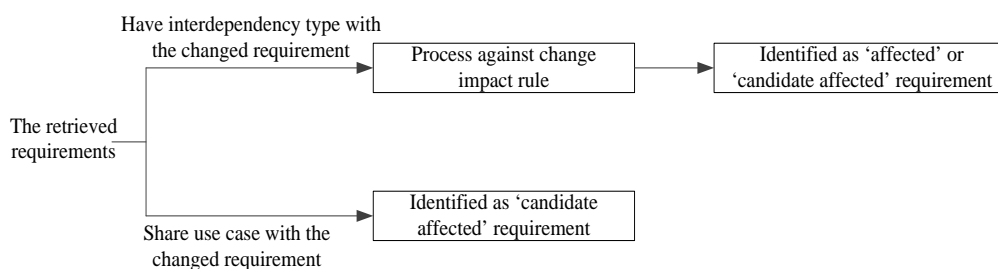 Have interdependency type with
the changed requirement
Process against change
impact rule
Identified as ‘affected’ or
‘candidate affected’ requirement
The retrieved
requirements
Identified as ‘candidate
affected’ requirement
Share use case with the
changed requirement